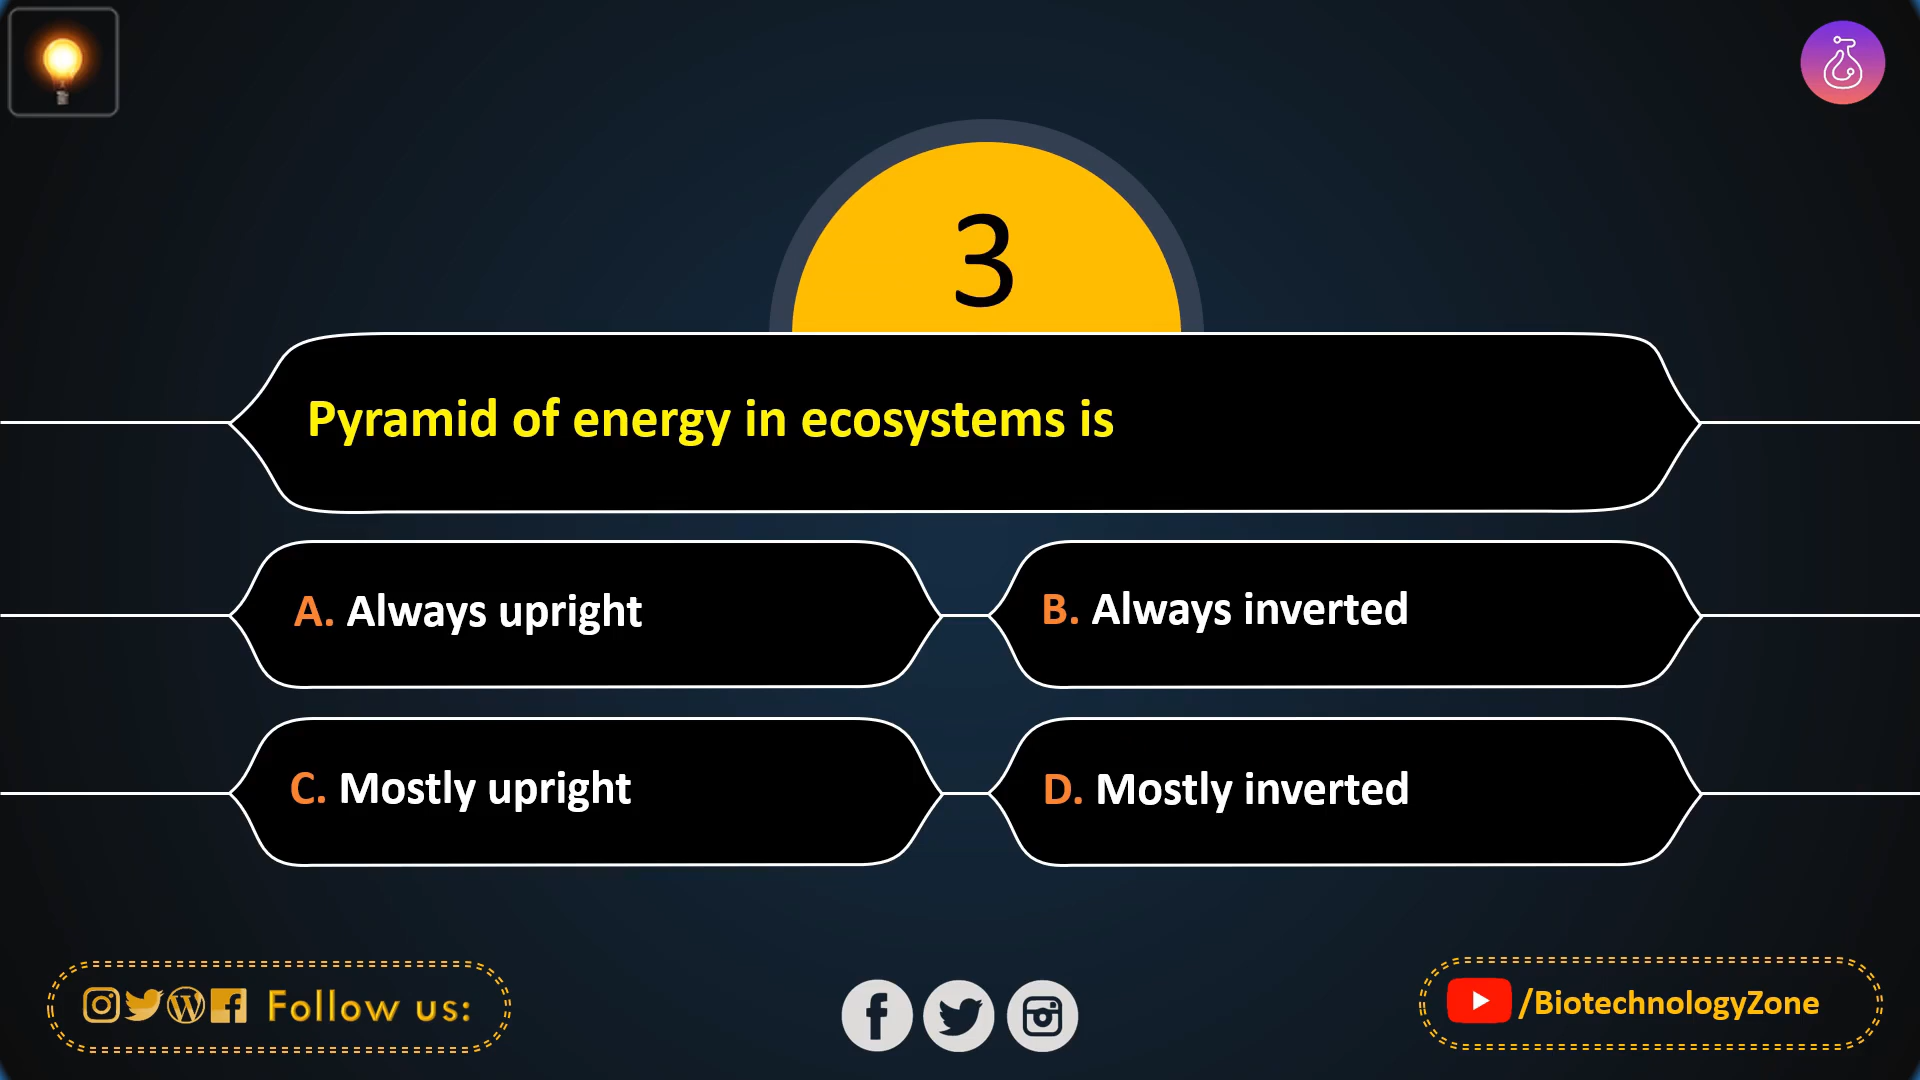 3
Pyramid of energy in ecosystems is
A. Always upright
B. Always inverted
C. Mostly upright
D. Mostly inverted
Follow us:
/BiotechnologyZone